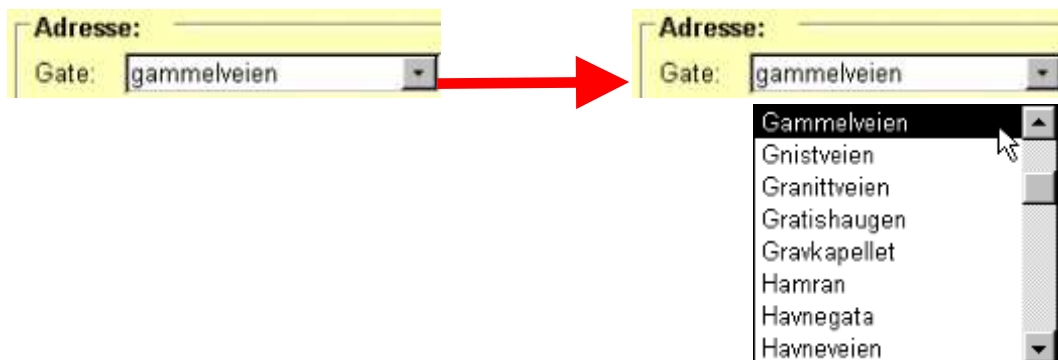 Adresse:
Gate: gammelveien
Adresse:
Gate: gammelveien
Gammelveien
Gnistveien
Granittveien
Gratishaugen
Gravkapellet
Hamran
Havnegata
Havneveien